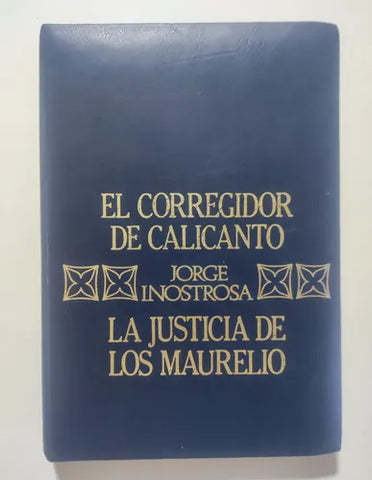 EL CORREGIDOR
DE CALICANTO
JORGE
INOSTROSA
LA JUSTICIA DE
LOS MAURELIO